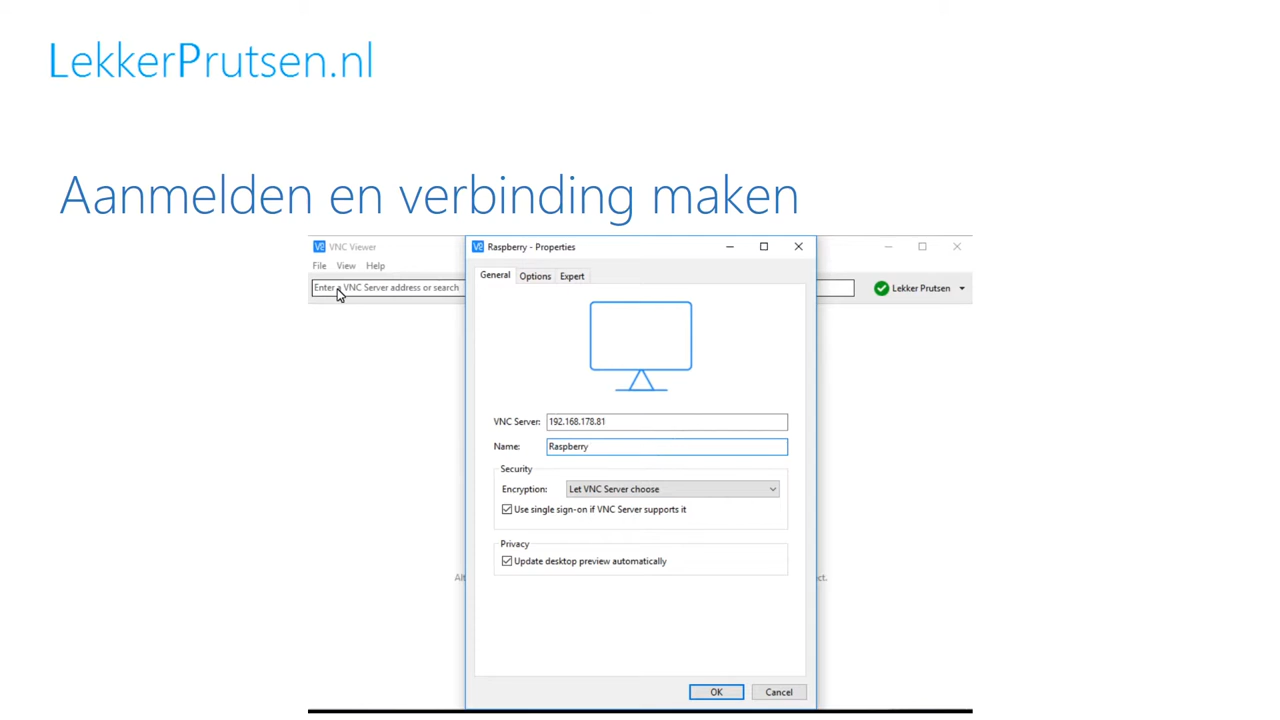 LekkerPrutsen.nl
Aanmelden en verbinding maken
VNC Viewer
File View Help
Enter a VNC Server address or search
Lekker Prutsen
Raspberry - Properties
General Options Expert
VNC Server: 192.168.178.81
Name: Raspberry
Security
Encryption: Let VNC Server choose
Use single sign-on if VNC Server supports it
Privacy
Update desktop preview automatically
OK Cancel